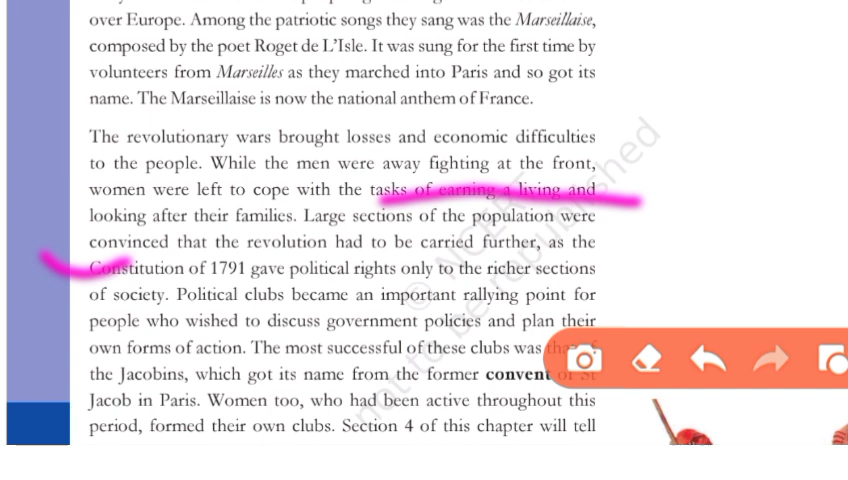 over Europe. Among the patriotic songs they sang was the Marseillaise,
composed by the poet Roget de L'Isle. It was sung for the first time by
volunteers from Marseilles as they marched into Paris and so got its
name. The Marseillaise is now the national anthem of France.
The revolutionary wars brought losses and economic difficulties
to the people. While the men were away fighting at the front,
women were left to cope with the tasks of earning a living and
looking after their families. Large sections of the population were
convinced that the revolution had to be carried further, as the
Constitution of 1791 gave political rights only to the richer sections
of society. Political clubs became an important rallying point for
people who wished to discuss government policies and plan their
own forms of action. The most successful of these clubs was that of
the Jacobins, which got its name from the former convent of St
Jacob in Paris. Women too, who had been active throughout this
period, formed their own clubs. Section 4 of this chapter will tell
© NCERT
not to be republished